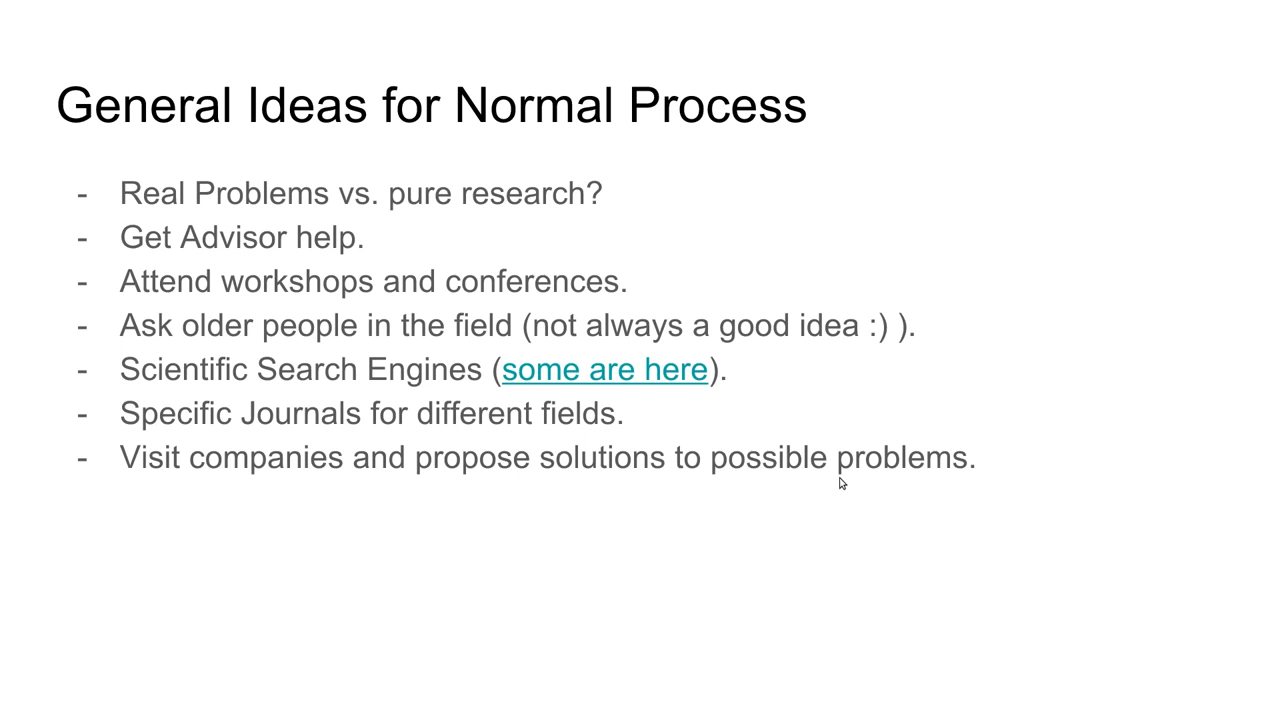 General Ideas for Normal Process
- Real Problems vs. pure research?
- Get Advisor help.
- Attend workshops and conferences.
- Ask older people in the field (not always a good idea :) ).
- Scientific Search Engines (some are here).
- Specific Journals for different fields.
- Visit companies and propose solutions to possible problems.